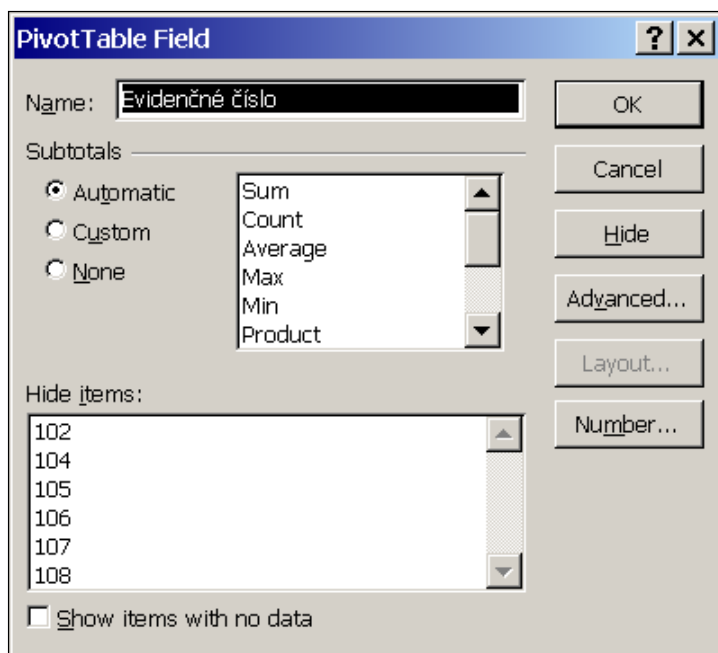 PivotTable Field
Name: Evidenčné číslo
OK
Subtotals
Cancel
Automatic
Custom
None
Sum
Count
Average
Max
Min
Product
Hide
Advanced...
Layout...
Number...
Hide items:
102
104
105
106
107
108
Show items with no data